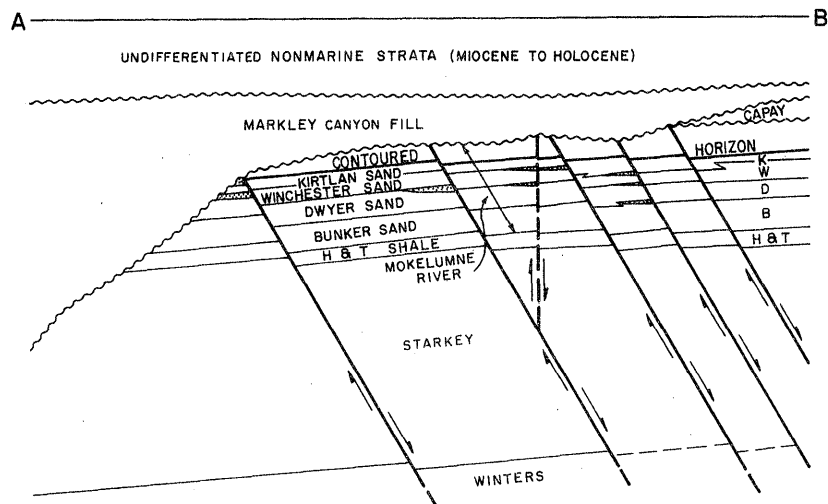 A
B
UNDIFFERENTIATED NONMARINE STRATA (MIOCENE TO HOLOCENE)
CAPAY
MARKLEY CANYON FILL
CONTOURED
HORIZON
KIRTLAN SAND
K
WINCHESTER SAND
W
DWYER SAND
D
BUNKER SAND
B
H & T SHALE
H & T
MOKELUMNE
RIVER
STARKEY
WINTERS